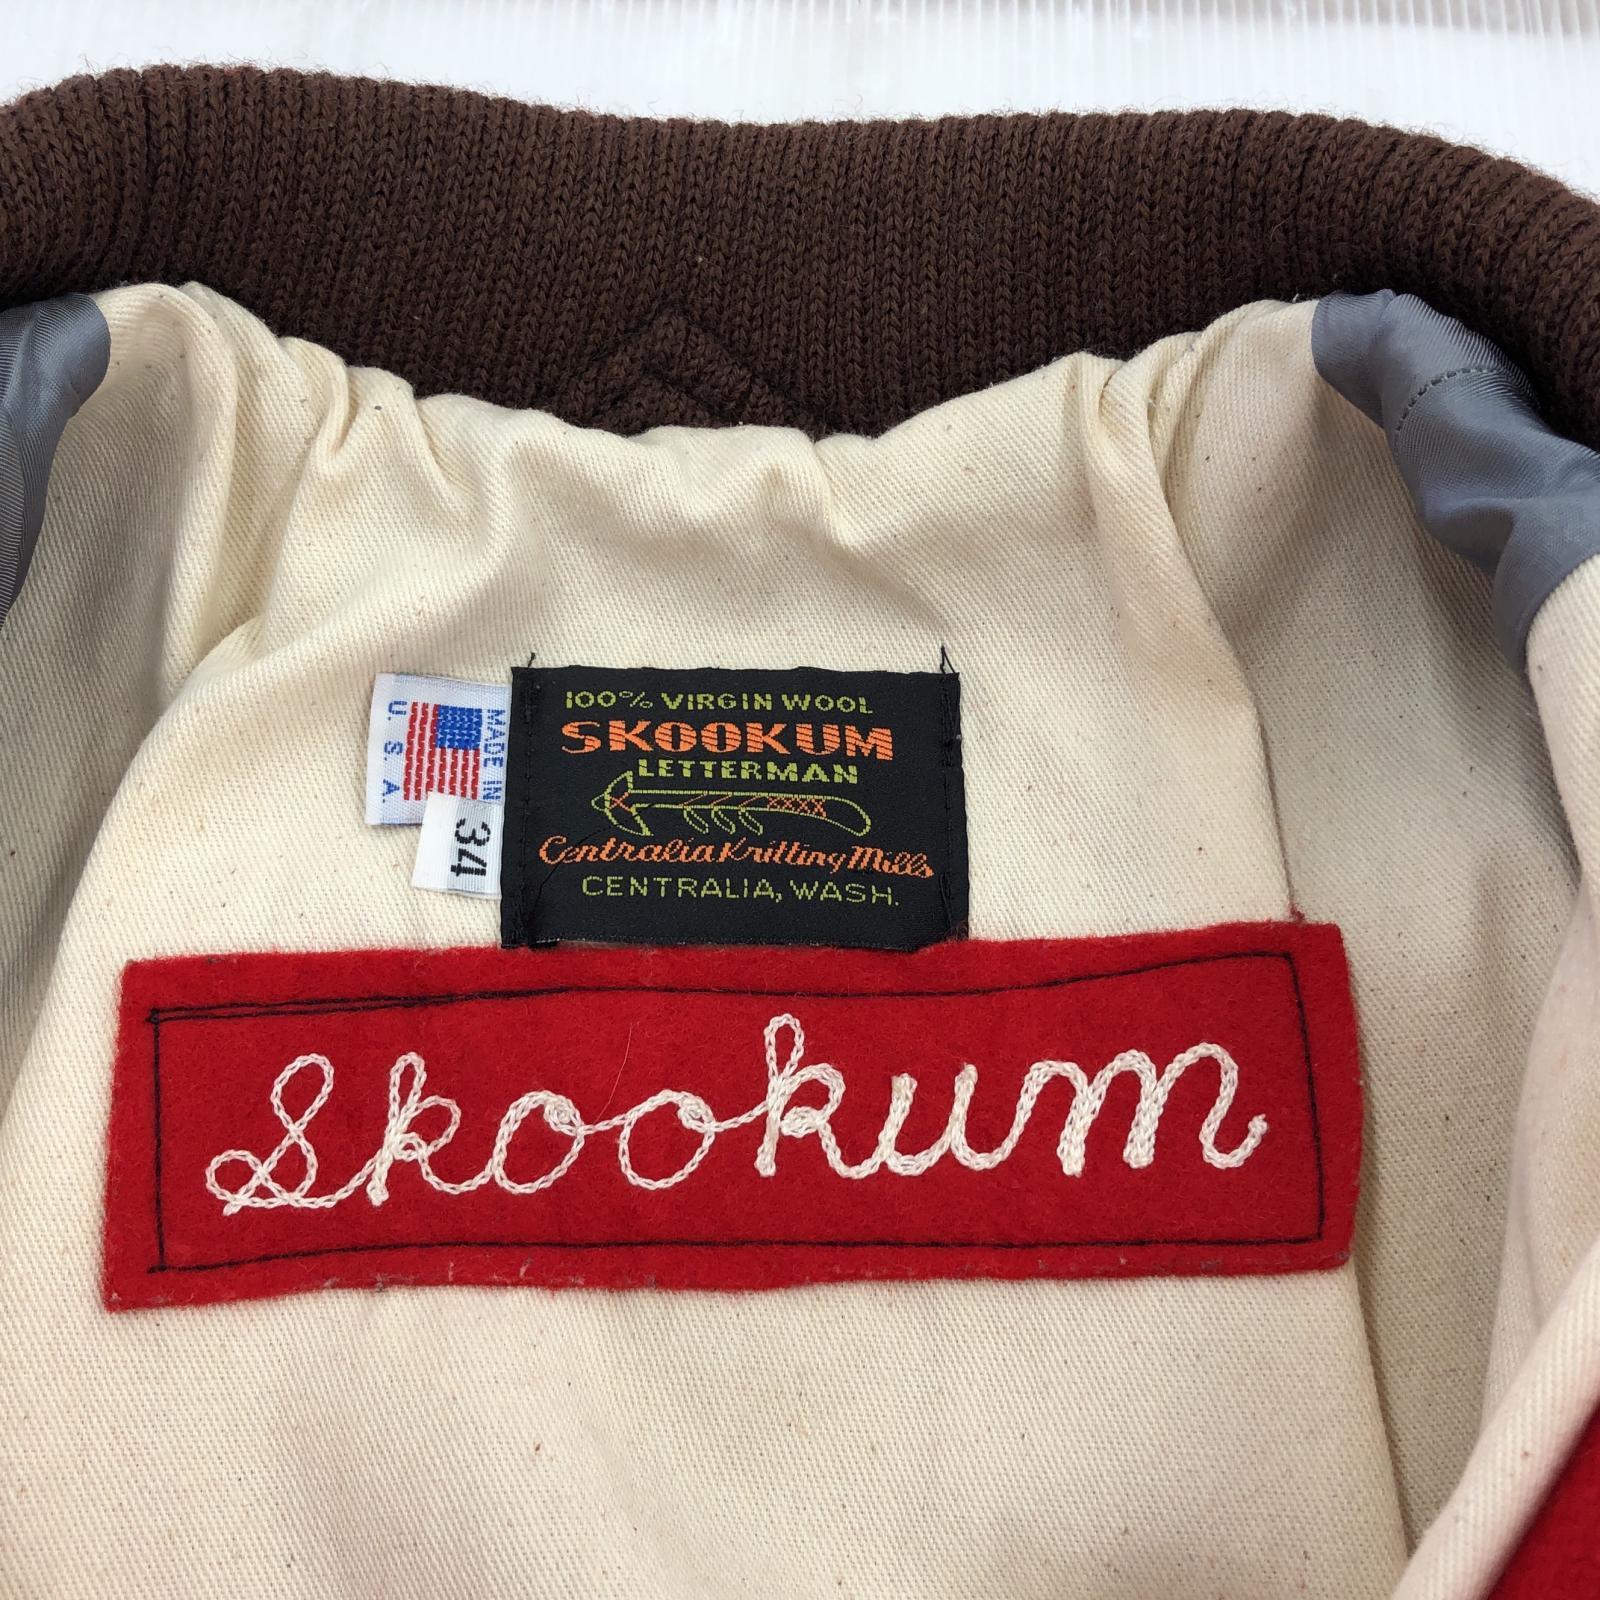 100% VIRGIN WOOL
SKOOKUM
LETTERMAN
Centralia Knitting Mills
CENTRALIA, WASH.
MADE IN
U. S. A.
34
Skookum